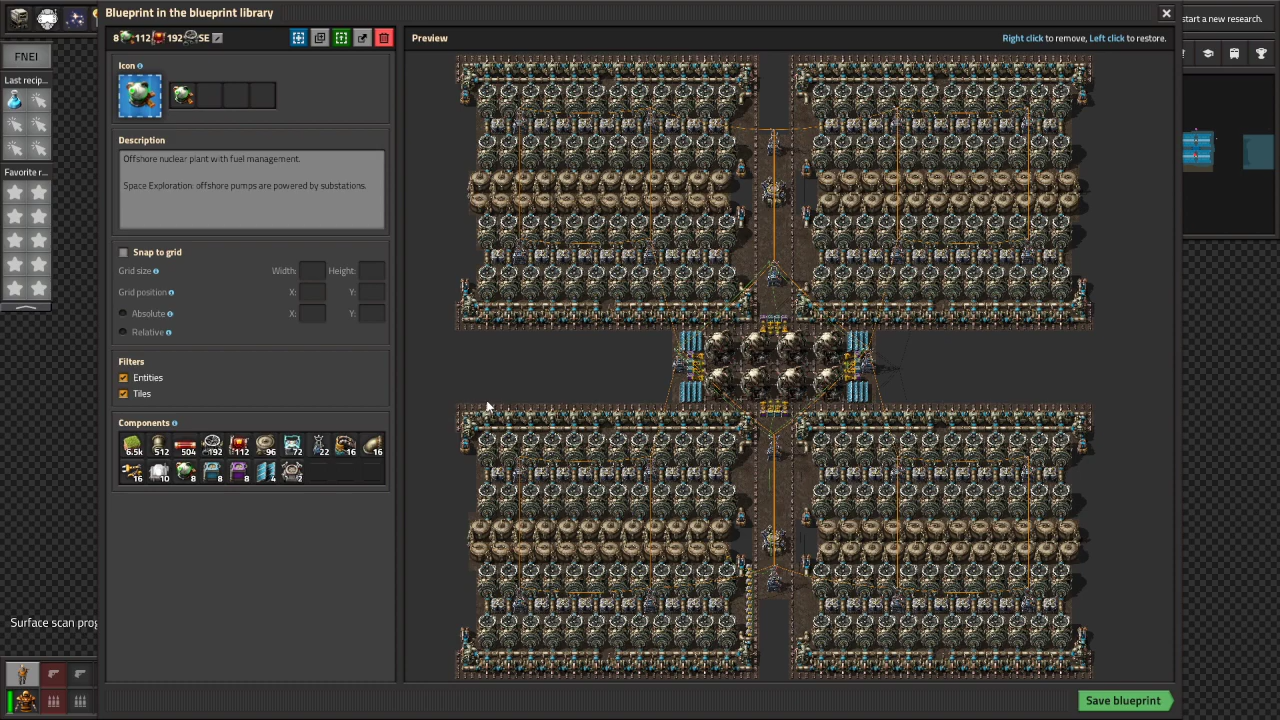 Blueprint in the blueprint library
start a new research.
8 112 192 SE
Preview
Right click to remove, Left click to restore.
FNEI
Icon
Last recip...
Description
Offshore nuclear plant with fuel management.
Favorite r...
Space Exploration: offshore pumps are powered by substations.
Snap to grid
Grid size
Width:
Height:
Grid position
X:
Y:
Absolute
X:
Y:
Relative
Filters
Entities
Tiles
Components
6.5k 512 504 192 112 96 72 22 16 16
16 10 8 8 8 4 2
Surface scan prog
Save blueprint